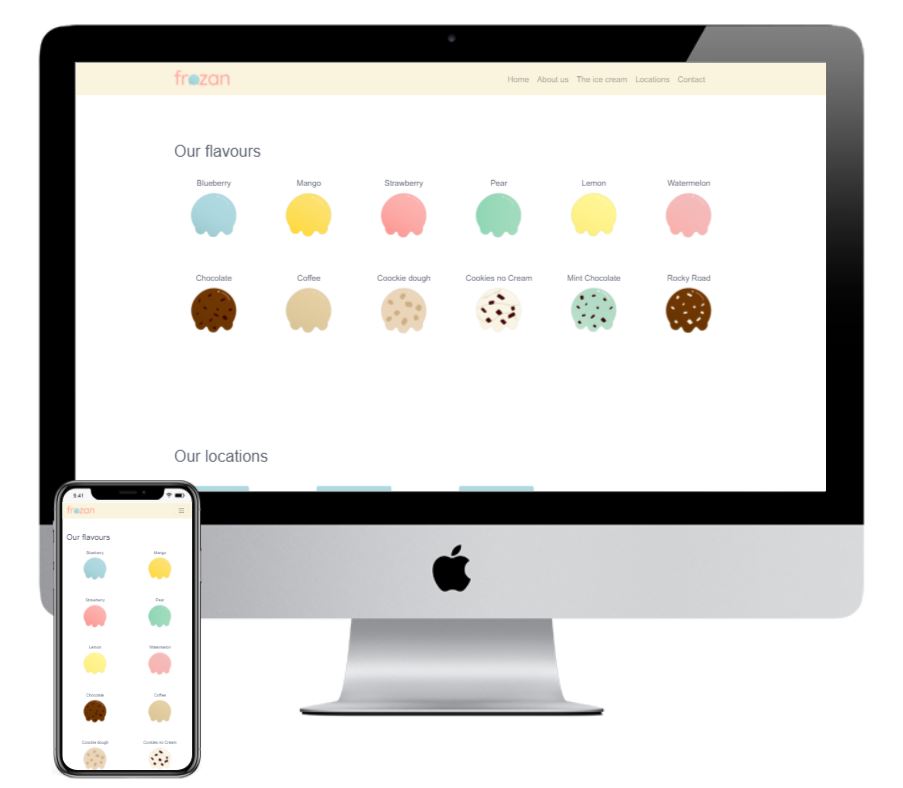 frozan
Home About us The ice cream Locations Contact
Our flavours
Blueberry Mango Strawberry Pear Lemon Watermelon
Chocolate Coffee Coockie dough Cookies no Cream Mint Chocolate Rocky Road
Our locations
9:41
frozan
Our flavours
Blueberry Mango
Strawberry Pear
Lemon Watermelon
Chocolate Coffee
Coockie dough Cookies no Cream